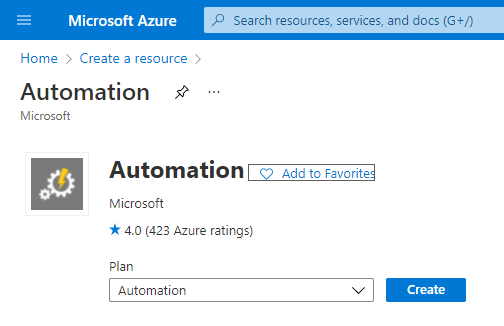 Microsoft Azure
Search resources, services, and docs (G+/)
Home > Create a resource >
Automation ...
Microsoft
Automation
Add to Favorites
Microsoft
4.0 (423 Azure ratings)
Plan
Automation
Create